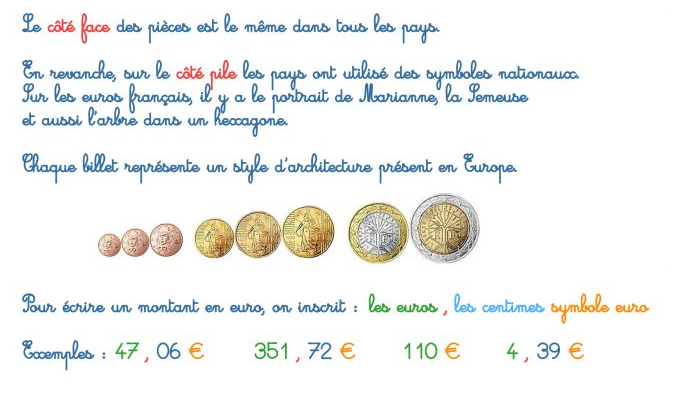 Le côté face des pièces est le même dans tous les pays.
En revanche, sur le côté pile les pays ont utilisé des symboles nationaux.
Sur les euros français, il y a le portrait de Marianne, la Semeuse
et aussi l'arbre dans un hexagone.
Chaque billet représente un style d'architecture présent en Europe.
Pour écrire un montant en euro, on inscrit : les euros , les centimes symbole euro
Exemples : 47 , 06 € 351 , 72 € 110 € 4 , 39 €